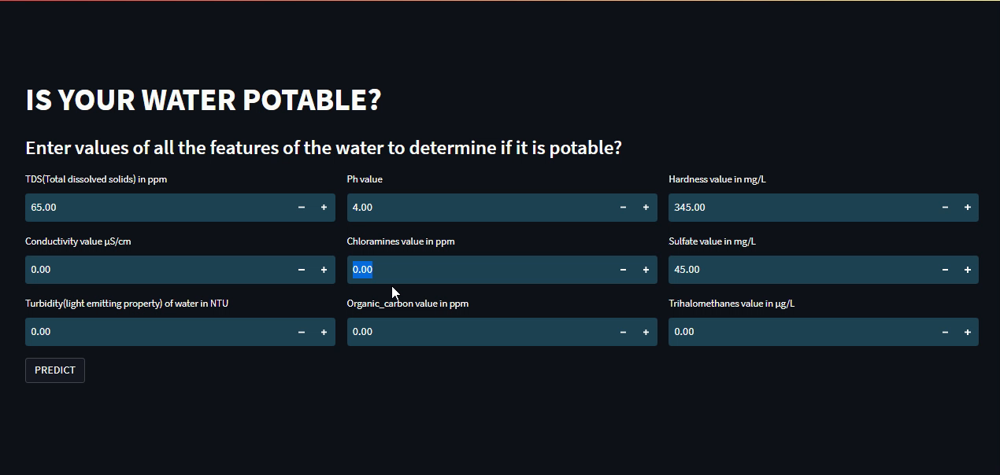 IS YOUR WATER POTABLE?
Enter values of all the features of the water to determine if it is potable?
TDS(Total dissolved solids) in ppm
Ph value
Hardness value in mg/L
65.00
4.00
345.00
Conductivity value µS/cm
Chloramines value in ppm
Sulfate value in mg/L
0.00
0.00
45.00
Turbidity(light emitting property) of water in NTU
Organic_carbon value in ppm
Trihalomethanes value in µg/L
0.00
0.00
0.00
PREDICT